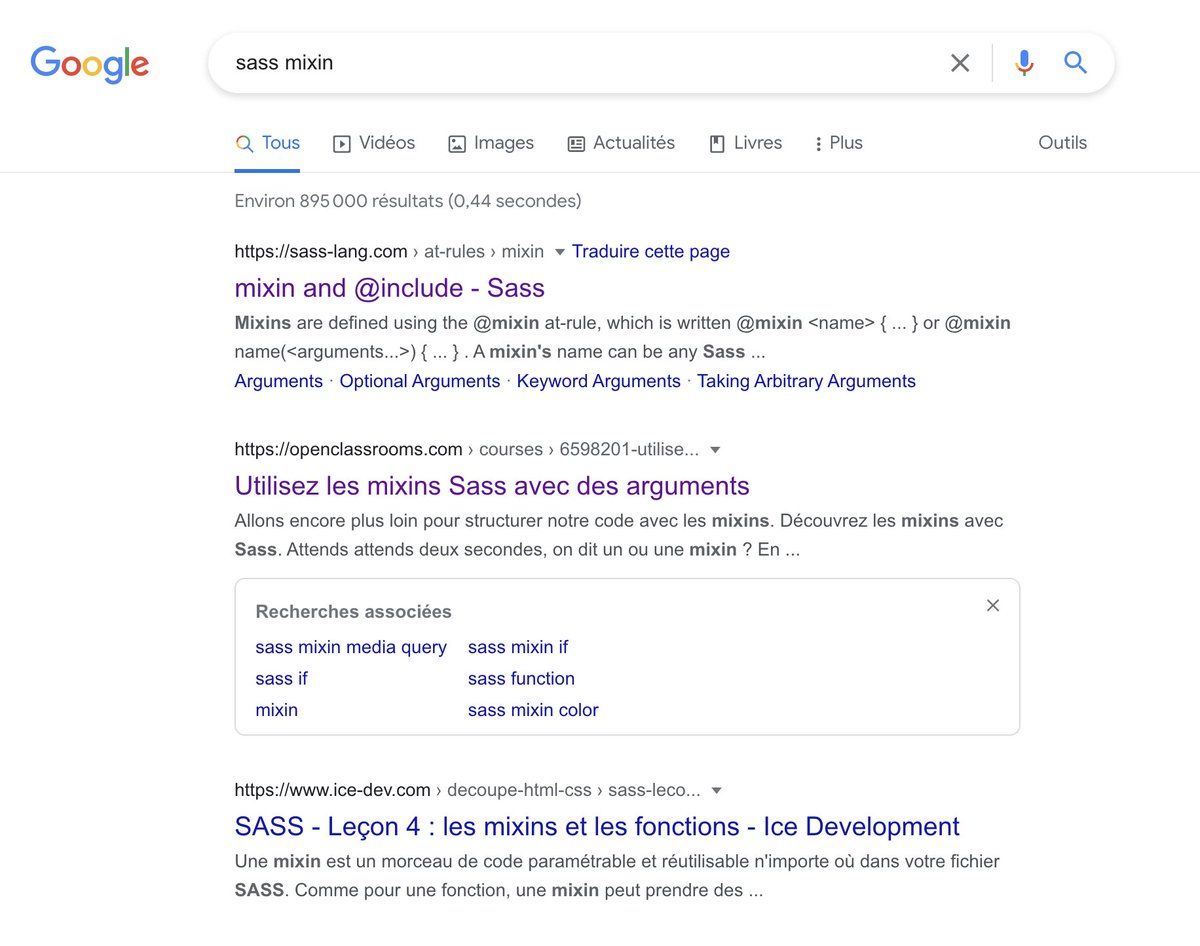 Google
sass mixin
Tous Vidéos Images Actualités Livres Plus Outils
Environ 895 000 résultats (0,44 secondes)
https://sass-lang.com › at-rules › mixin ▼ Traduire cette page
mixin and @include - Sass
Mixins are defined using the @mixin at-rule, which is written @mixin <name> { ... } or @mixin
name(<arguments...>) { ... } . A mixin's name can be any Sass ...
Arguments · Optional Arguments · Keyword Arguments · Taking Arbitrary Arguments
https://openclassrooms.com › courses › 6598201-utilise... ▼
Utilisez les mixins Sass avec des arguments
Allons encore plus loin pour structurer notre code avec les mixins. Découvrez les mixins avec
Sass. Attends attends deux secondes, on dit un ou une mixin ? En ...
Recherches associées
sass mixin media query sass mixin if
sass if sass function
mixin sass mixin color
https://www.ice-dev.com › decoupe-html-css › sass-leco... ▼
SASS - Leçon 4 : les mixins et les fonctions - Ice Development
Une mixin est un morceau de code paramétrable et réutilisable n'importe où dans votre fichier
SASS. Comme pour une fonction, une mixin peut prendre des ...